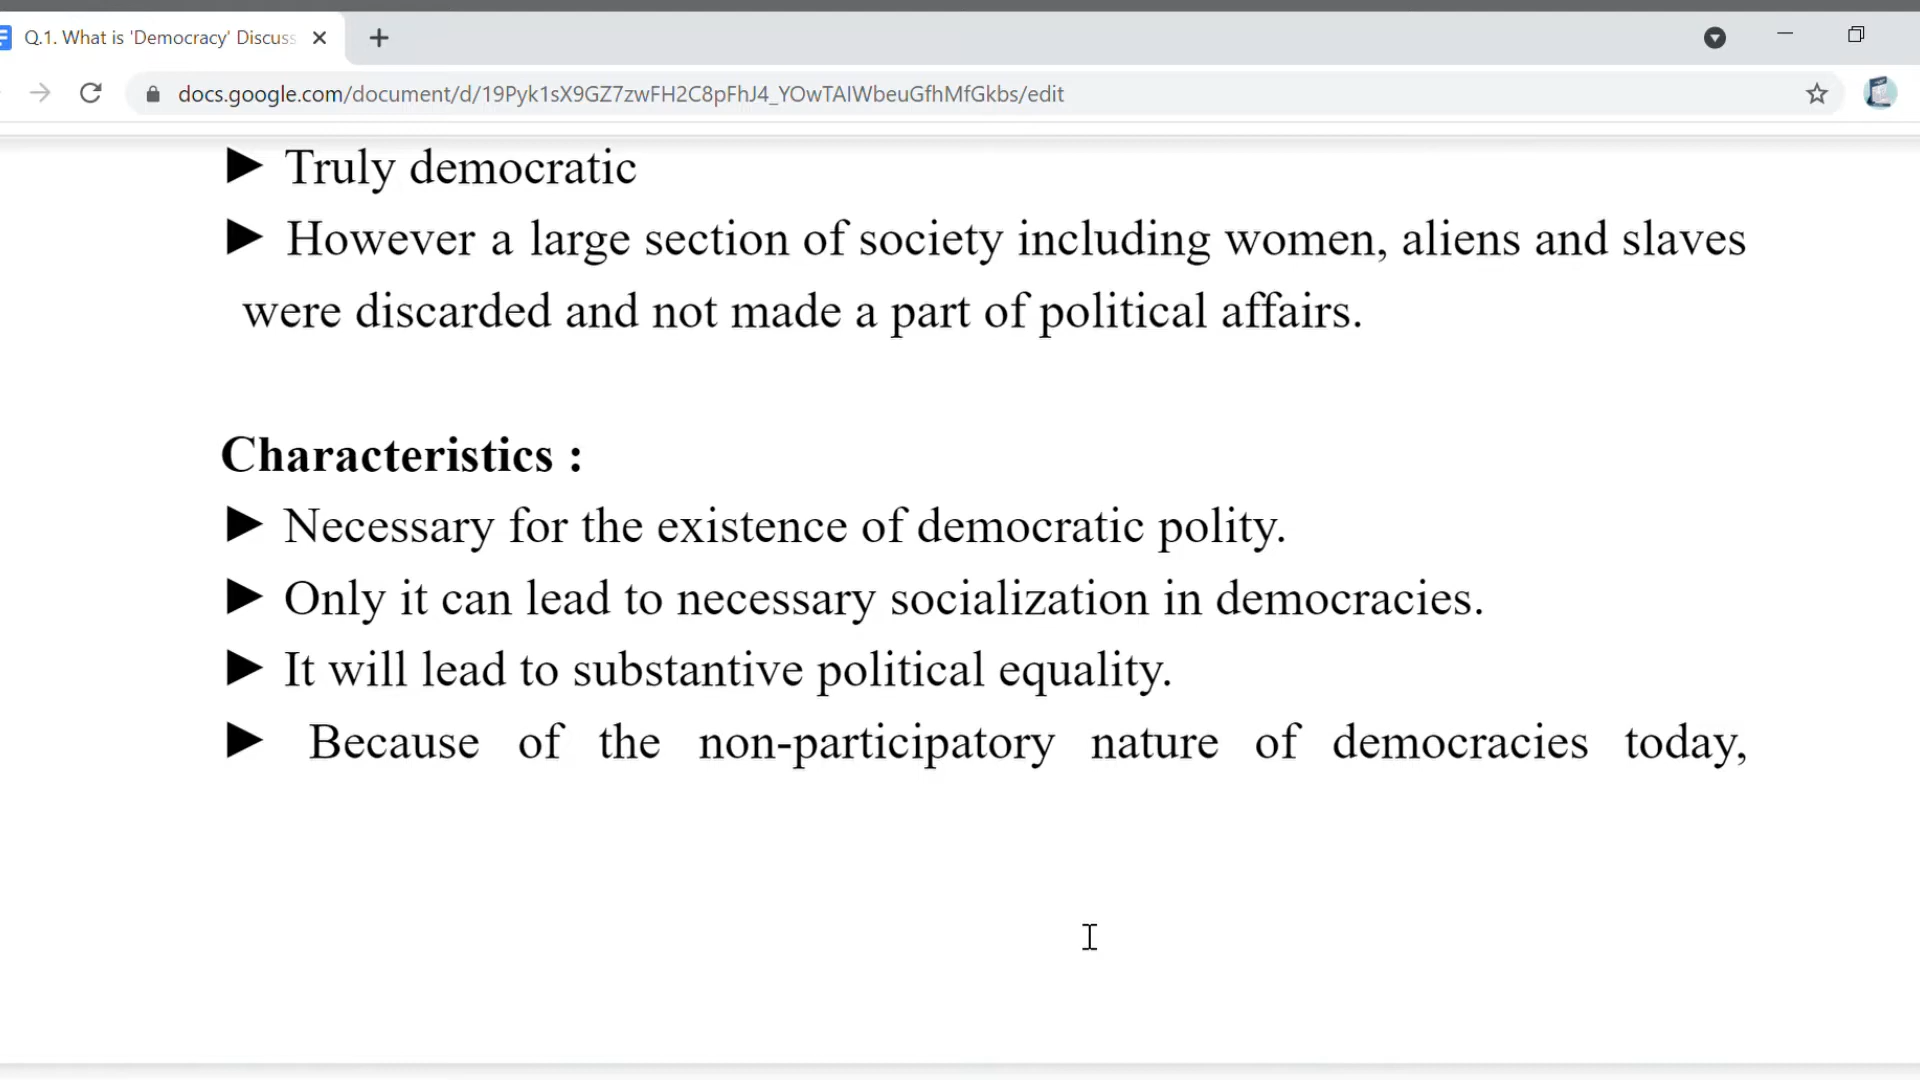 Q.1. What is 'Democracy' Discuss
docs.google.com/document/d/19Pyk1sX9GZ7zwFH2C8pFhJ4_YOwTAIWbeuGfhMfGkbs/edit
► Truly democratic
► However a large section of society including women, aliens and slaves
were discarded and not made a part of political affairs.
Characteristics :
► Necessary for the existence of democratic polity.
► Only it can lead to necessary socialization in democracies.
► It will lead to substantive political equality.
► Because of the non-participatory nature of democracies today,